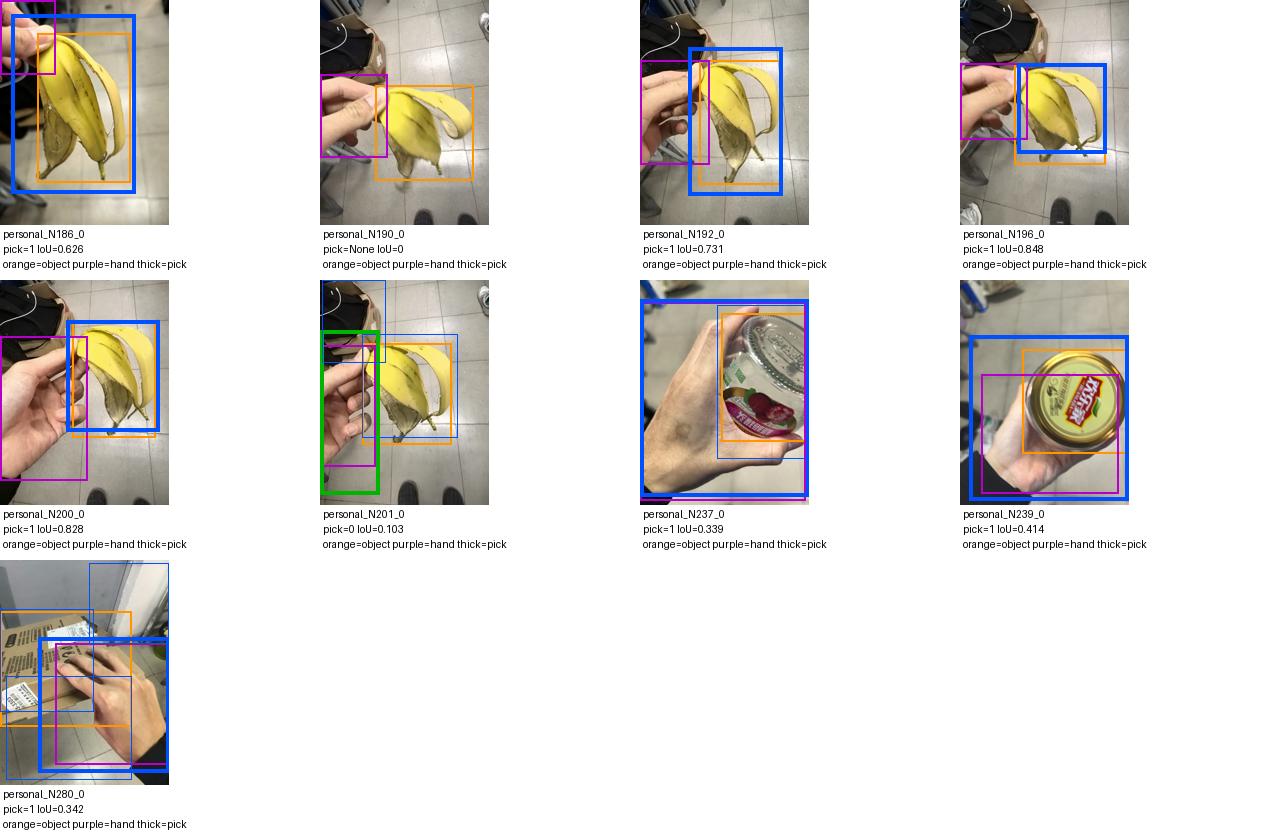 personal_N186_0
pick=1 IoU=0.626
orange=object purple=hand thick=pick
personal_N190_0
pick=None IoU=0
orange=object purple=hand thick=pick
personal_N192_0
pick=1 IoU=0.731
orange=object purple=hand thick=pick
personal_N196_0
pick=1 IoU=0.848
orange=object purple=hand thick=pick
personal_N200_0
pick=1 IoU=0.828
orange=object purple=hand thick=pick
personal_N201_0
pick=0 IoU=0.103
orange=object purple=hand thick=pick
personal_N237_0
pick=1 IoU=0.339
orange=object purple=hand thick=pick
personal_N239_0
pick=1 IoU=0.414
orange=object purple=hand thick=pick
personal_N280_0
pick=1 IoU=0.342
orange=object purple=hand thick=pick